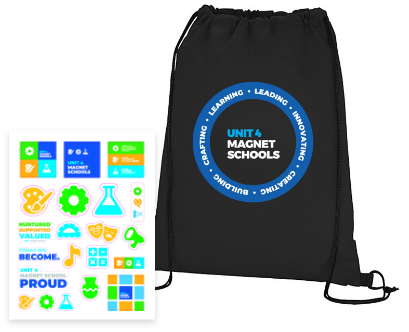 LEARNING • LEADING • INNOVATING • CREATING • BUILDING • CRAFTING •
UNIT 4
MAGNET
SCHOOLS
UNIT 4
MAGNET
SCHOOLS
NURTURED.
SUPPORTED.
VALUED.
TODAY WE
BECOME.
UNIT 4
MAGNET SCHOOL
PROUD